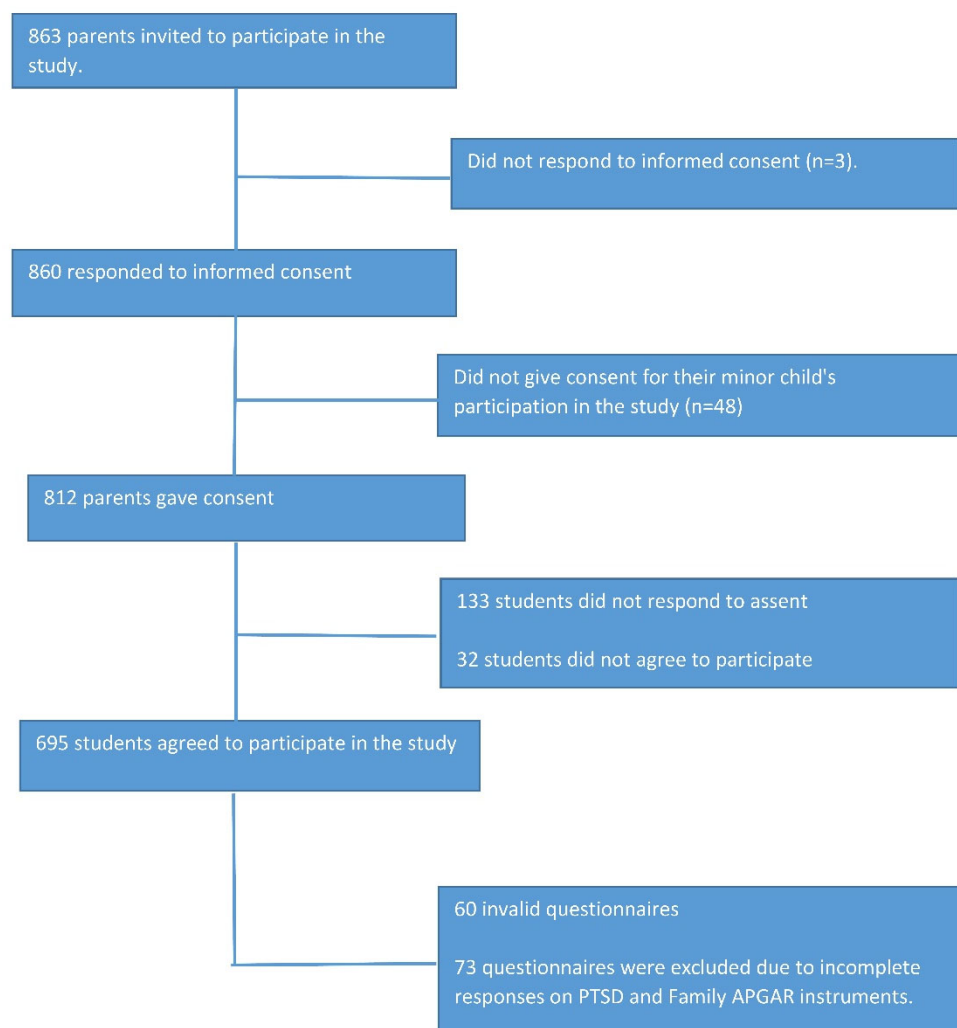 863 parents invited to participate in the
study.
Did not respond to informed consent (n=3).
860 responded to informed consent
Did not give consent for their minor child's
participation in the study (n=48)
812 parents gave consent
133 students did not respond to assent
32 students did not agree to participate
695 students agreed to participate in the study
60 invalid questionnaires
73 questionnaires were excluded due to incomplete
responses on PTSD and Family APGAR instruments.